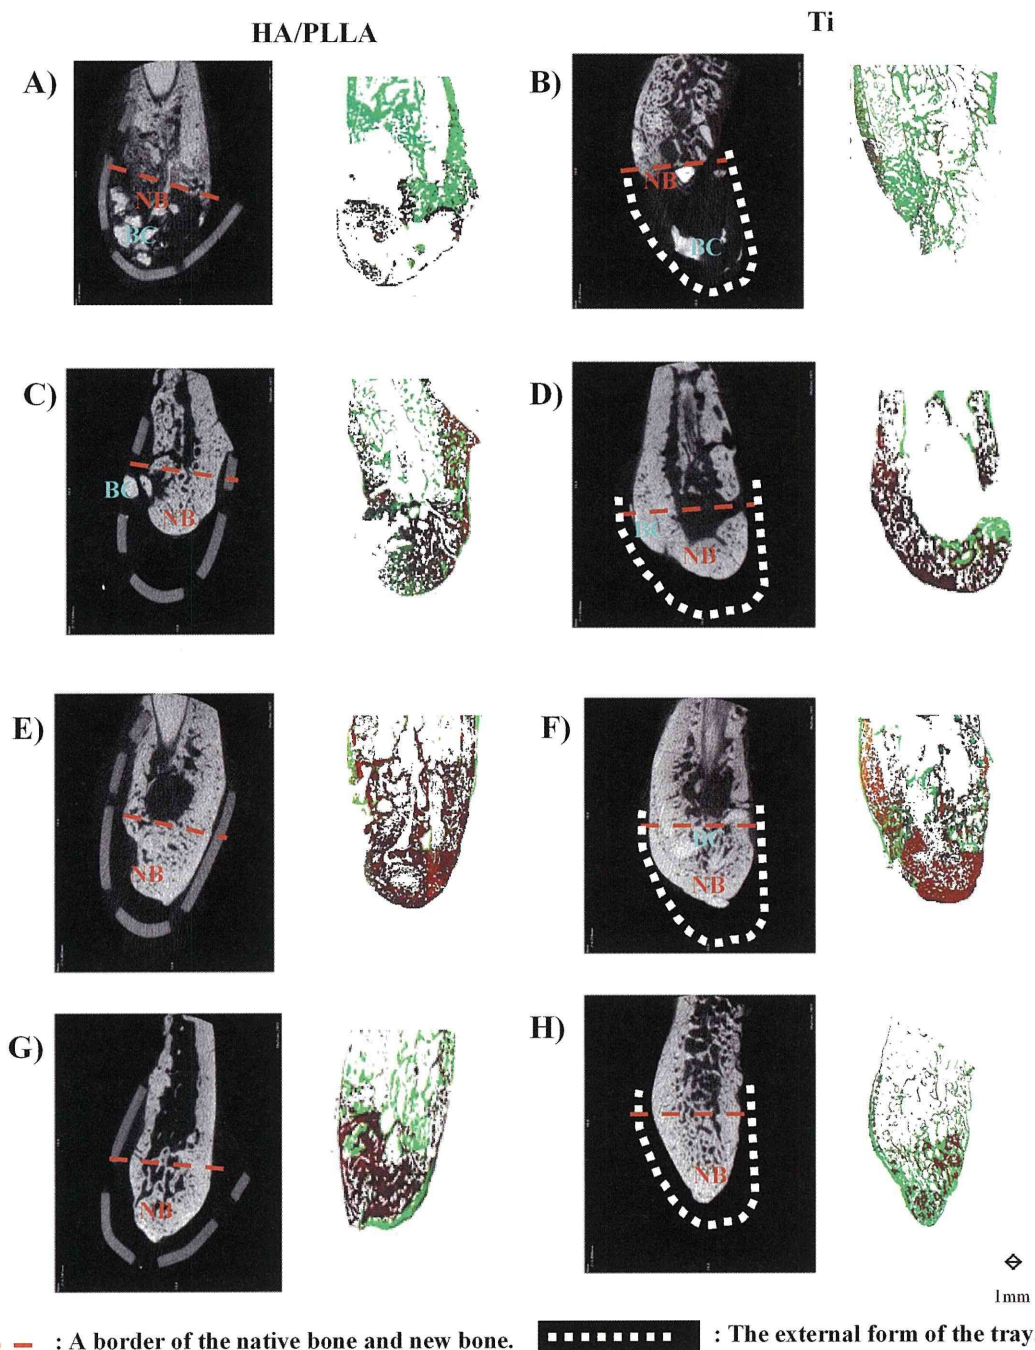 HA/PLLA
Ti
A)
NB
BC
B)
NB
BC
C)
BC
NB
D)
BC
NB
E)
NB
F)
BC
NB
G)
NB
H)
NB
1mm
: A border of the native bone and new bone.
: The external form of the tray